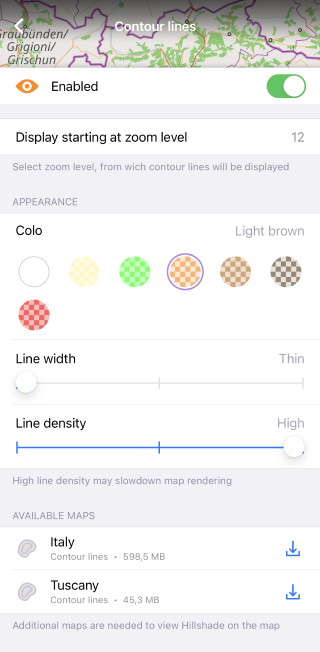 Graubünden/
Grigioni/
Grischun
Contour lines
Enabled
Display starting at zoom level 12
Select zoom level, from wich contour lines will be displayed
APPEARANCE
Colo Light brown
Line width Thin
Line density High
High line density may slowdown map rendering
AVAILABLE MAPS
Italy
Contour lines • 598,5 MB
Tuscany
Contour lines • 45,3 MB
Additional maps are needed to view Hillshade on the map